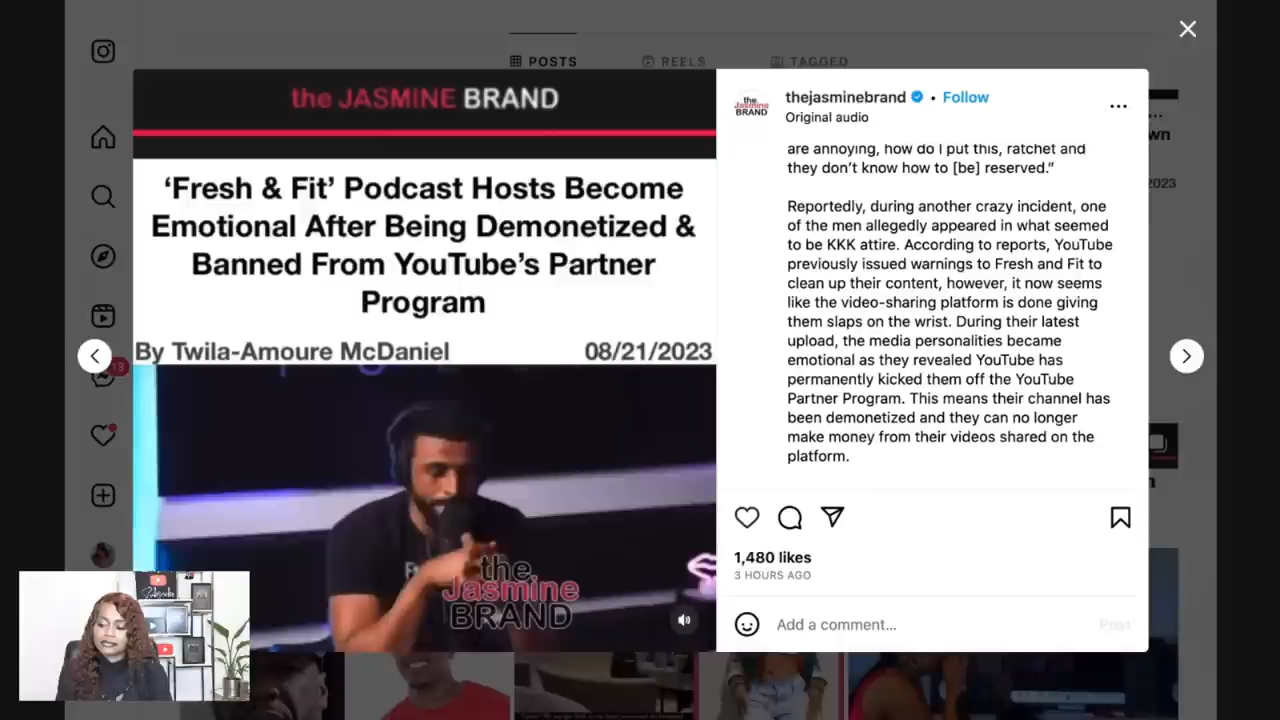 POSTS
REELS
TAGGED
the JASMINE BRAND
‘Fresh & Fit’ Podcast Hosts Become
Emotional After Being Demonetized &
Banned From YouTube’s Partner
Program
By Twila-Amoure McDaniel 08/21/2023
the
Jasmine
BRAND
13
Subscribe
the
Jasmine
BRAND
thejasminebrand • Follow
Original audio
are annoying, how do I put this, ratchet and
they don’t know how to [be] reserved.”
Reportedly, during another crazy incident, one
of the men allegedly appeared in what seemed
to be KKK attire. According to reports, YouTube
previously issued warnings to Fresh and Fit to
clean up their content, however, it now seems
like the video-sharing platform is done giving
them slaps on the wrist. During their latest
upload, the media personalities became
emotional as they revealed YouTube has
permanently kicked them off the YouTube
Partner Program. This means their channel has
been demonetized and they can no longer
make money from their videos shared on the
platform.
1,480 likes
3 HOURS AGO
Add a comment...
Post
wn
2023